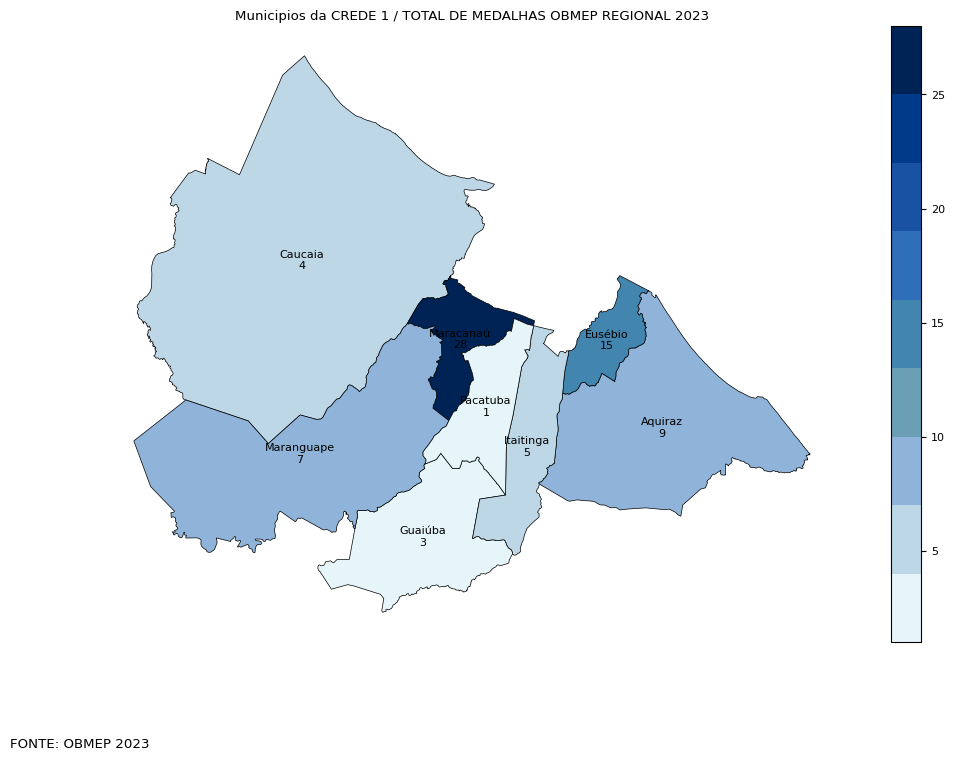 Municipios da CREDE 1 / TOTAL DE MEDALHAS OBMEP REGIONAL 2023
25
20
15
10
5
Caucaia
4
Maracanaú
28
Eusébio
15
Pacatuba
1
Aquiraz
9
Itaitinga
5
Maranguape
7
Guaiúba
3
FONTE: OBMEP 2023